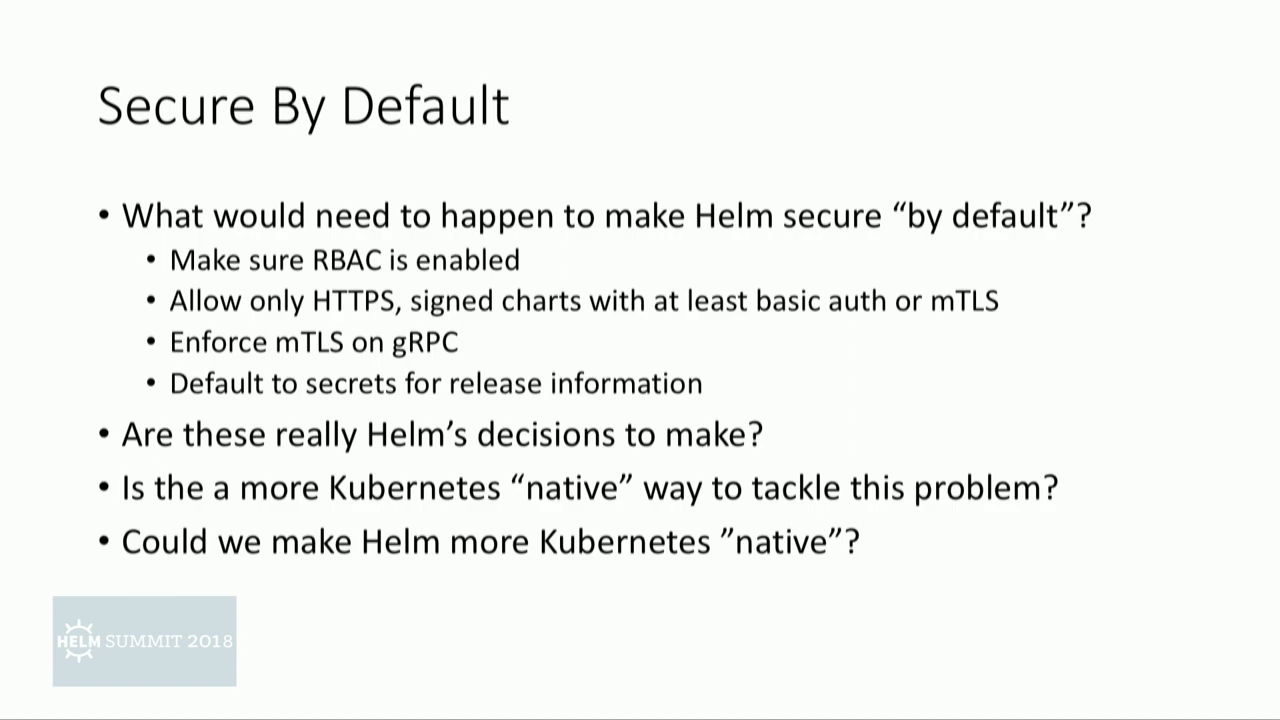 Secure By Default
• What would need to happen to make Helm secure “by default”?
• Make sure RBAC is enabled
• Allow only HTTPS, signed charts with at least basic auth or mTLS
• Enforce mTLS on gRPC
• Default to secrets for release information
• Are these really Helm’s decisions to make?
• Is the a more Kubernetes “native” way to tackle this problem?
• Could we make Helm more Kubernetes ”native”?
HELM SUMMIT 2018